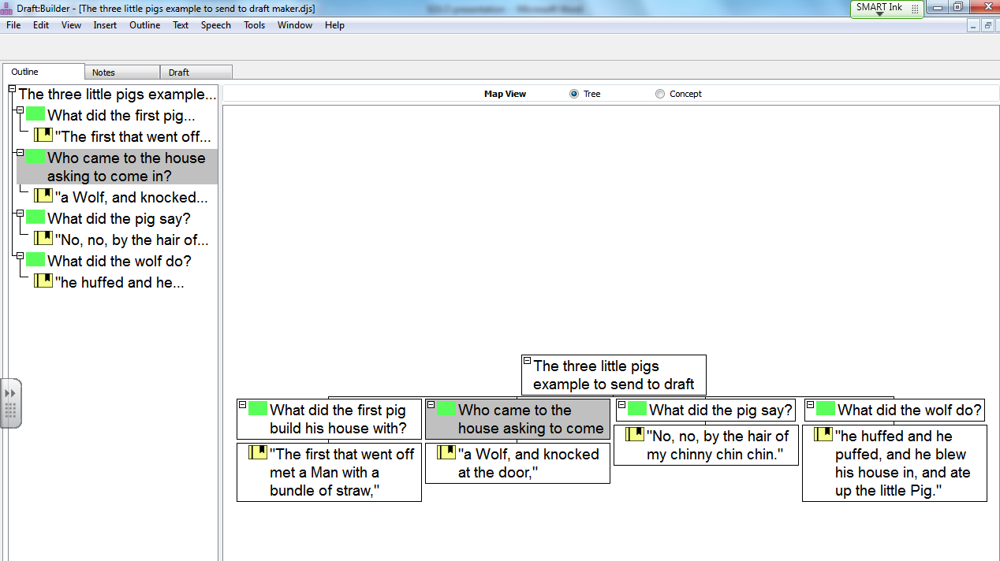 Draft:Builder - [The three little pigs example to send to draft maker.djs]
SMART Ink
File Edit View Insert Outline Text Speech Tools Window Help
Outline Notes Draft
The three little pigs example...
What did the first pig...
"The first that went off...
Who came to the house
asking to come in?
"a Wolf, and knocked...
What did the pig say?
"No, no, by the hair of...
What did the wolf do?
"he huffed and he...
Map View Tree Concept
The three little pigs
example to send to draft
What did the first pig
build his house with?
"The first that went off
met a Man with a
bundle of straw,"
Who came to the
house asking to come
"a Wolf, and knocked
at the door,"
What did the pig say?
"No, no, by the hair of
my chinny chin chin."
What did the wolf do?
"he huffed and he
puffed, and he blew
his house in, and ate
up the little Pig."